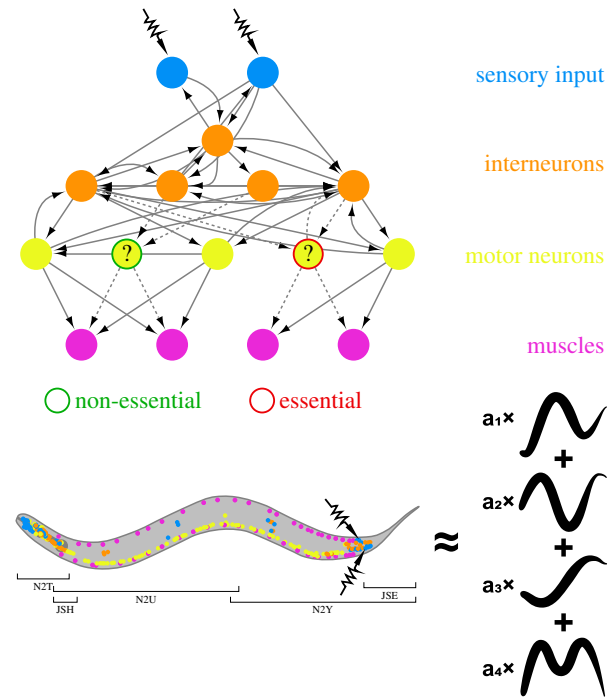 sensory input
interneurons
? ? motor neurons
muscles
non-essential essential
a₁×
+
a₂×
+
≈ a₃×
+
a₄×
N2T JSH N2U N2Y JSE